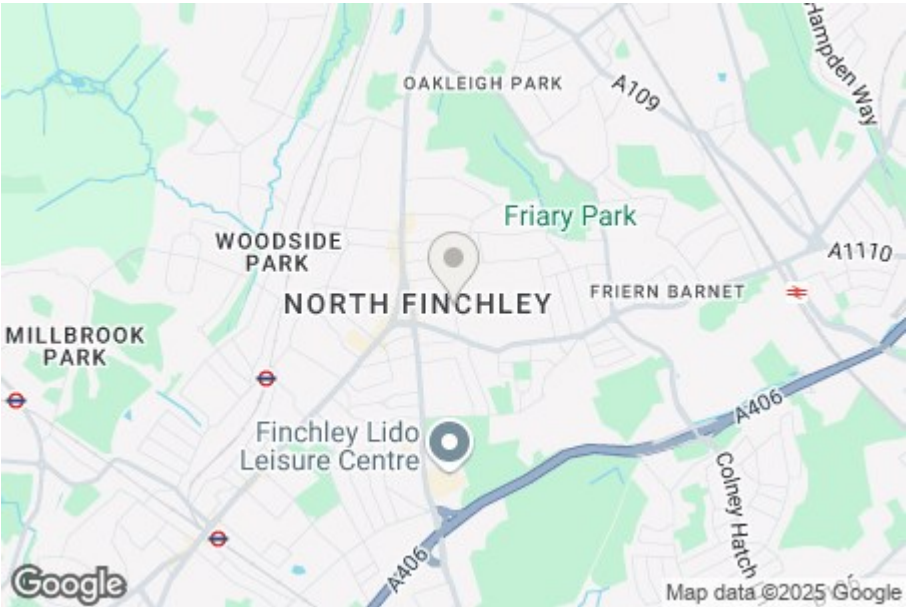 Hampden Way
OAKLEIGH PARK
A109
Friary Park
WOODSIDE
PARK
A1110
FRIERN BARNET
NORTH FINCHLEY
MILLBROOK
PARK
A406
Finchley Lido
Leisure Centre
Colney Hatch
A406
Google
Map data ©2025 Google